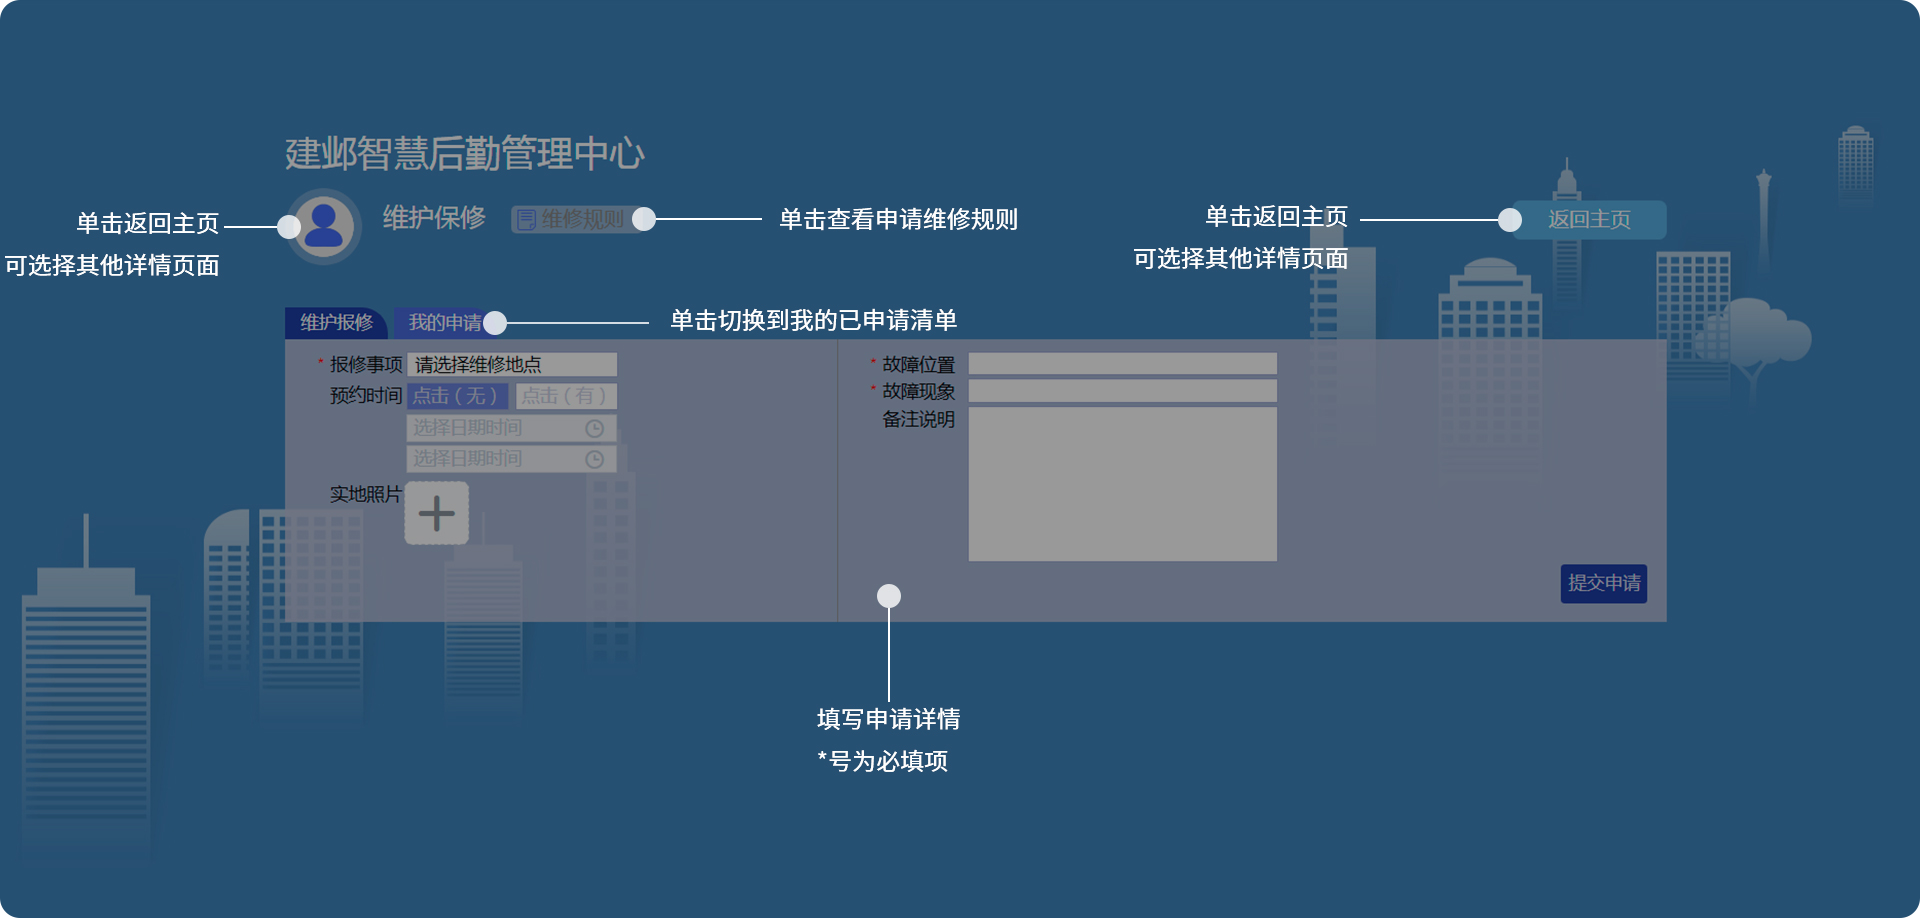 建邺智慧后勤管理中心
单击返回主页
可选择其他详情页面
维护保修
维修规则
单击查看申请维修规则
单击返回主页
可选择其他详情页面
返回主页
维护报修
我的申请
单击切换到我的已申请清单
* 报修事项
请选择维修地点
预约时间
点击（无）
点击（有）
选择日期时间
选择日期时间
实地照片
* 故障位置
* 故障现象
备注说明
提交申请
填写申请详情
*号为必填项